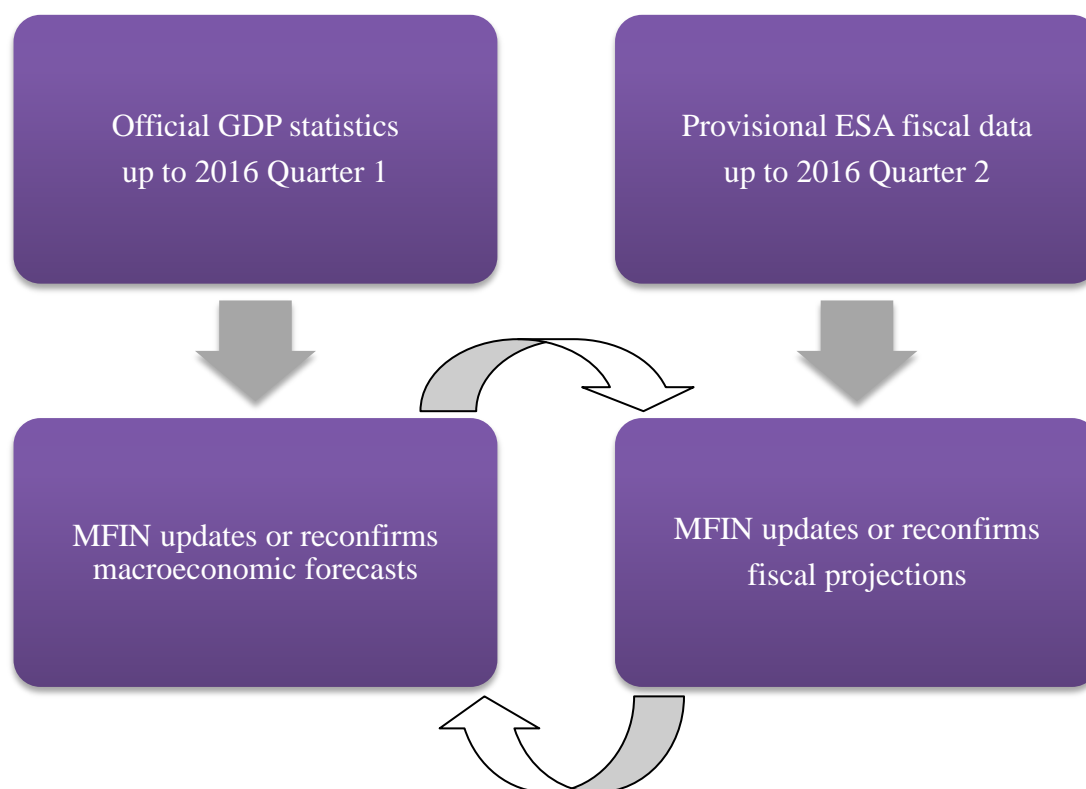 Official GDP statistics
up to 2016 Quarter 1
Provisional ESA fiscal data
up to 2016 Quarter 2
MFIN updates or reconfirms
macroeconomic forecasts
MFIN updates or reconfirms
fiscal projections